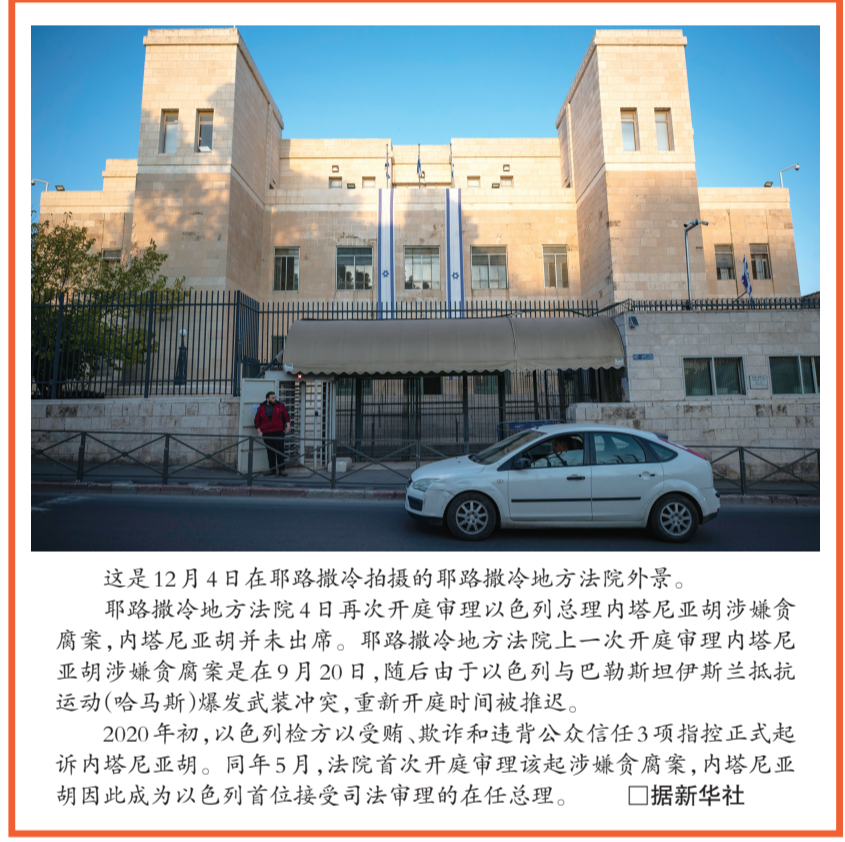 这是12月4日在耶路撒冷拍摄的耶路撒冷地方法院外景。
耶路撒冷地方法院4日再次开庭审理以色列总理内塔尼亚胡涉嫌贪
腐案,内塔尼亚胡并未出席。耶路撒冷地方法院上一次开庭审理内塔尼
亚胡涉嫌贪腐案是在9月20日,随后由于以色列与巴勒斯坦伊斯兰抵抗
运动(哈马斯)爆发武装冲突,重新开庭时间被推迟。
2020年初,以色列检方以受贿、欺诈和违背公众信任3项指控正式起
诉内塔尼亚胡。同年5月,法院首次开庭审理该起涉嫌贪腐案,内塔尼亚
胡因此成为以色列首位接受司法审理的在任总理。 □据新华社